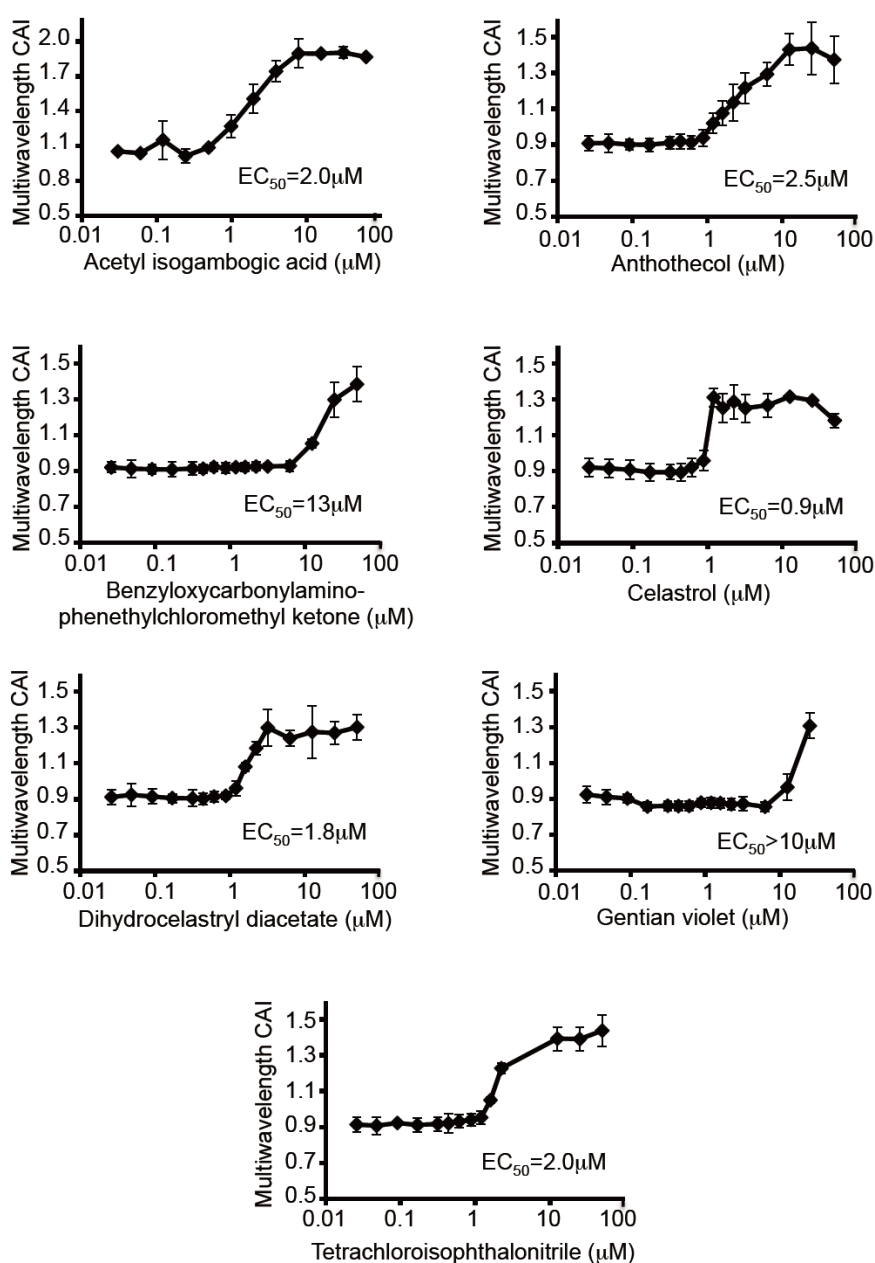 Multiwavelength CAI
2.0
1.7
1.4
1.1
0.8
0.5
EC50=2.0μM
0.01 0.1 1 10 100
Acetyl isogambogic acid (μM)
Multiwavelength CAI
1.5
1.3
1.1
0.9
0.7
0.5
EC50=2.5μM
0.01 0.1 1 10 100
Anthothecol (μM)
Multiwavelength CAI
1.5
1.3
1.1
0.9
0.7
0.5
EC50=13μM
0.01 0.1 1 10 100
Benzyloxycarbonylamino-
phenethylchloromethyl ketone (μM)
Multiwavelength CAI
1.5
1.3
1.1
0.9
0.7
0.5
EC50=0.9μM
0.01 0.1 1 10 100
Celastrol (μM)
Multiwavelength CAI
1.5
1.3
1.1
0.9
0.7
0.5
EC50=1.8μM
0.01 0.1 1 10 100
Dihydrocelastryl diacetate (μM)
Multiwavelength CAI
1.5
1.3
1.1
0.9
0.7
0.5
EC50>10μM
0.01 0.1 1 10 100
Gentian violet (μM)
Multiwavelength CAI
1.5
1.3
1.1
0.9
0.7
0.5
EC50=2.0μM
0.01 0.1 1 10 100
Tetrachloroisophthalonitrile (μM)